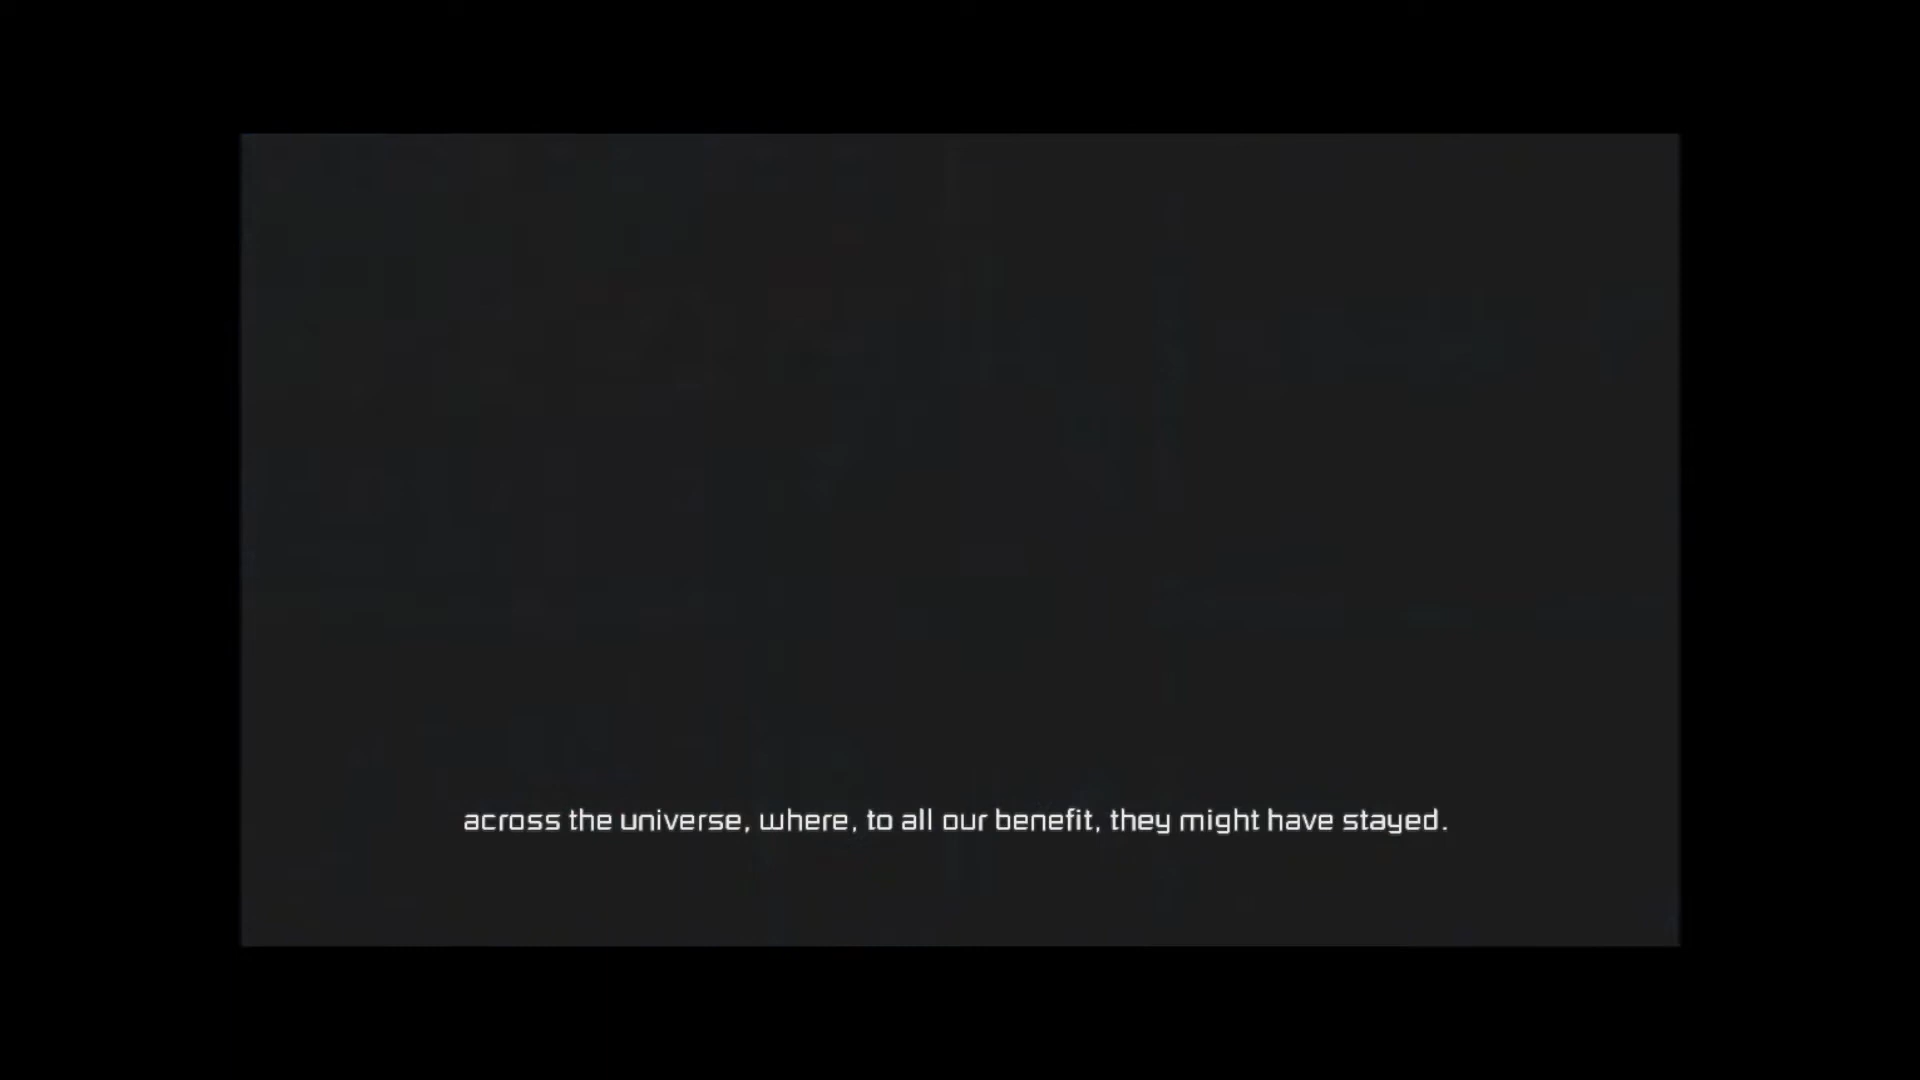 across the universe, where, to all our benefit, they might have stayed.